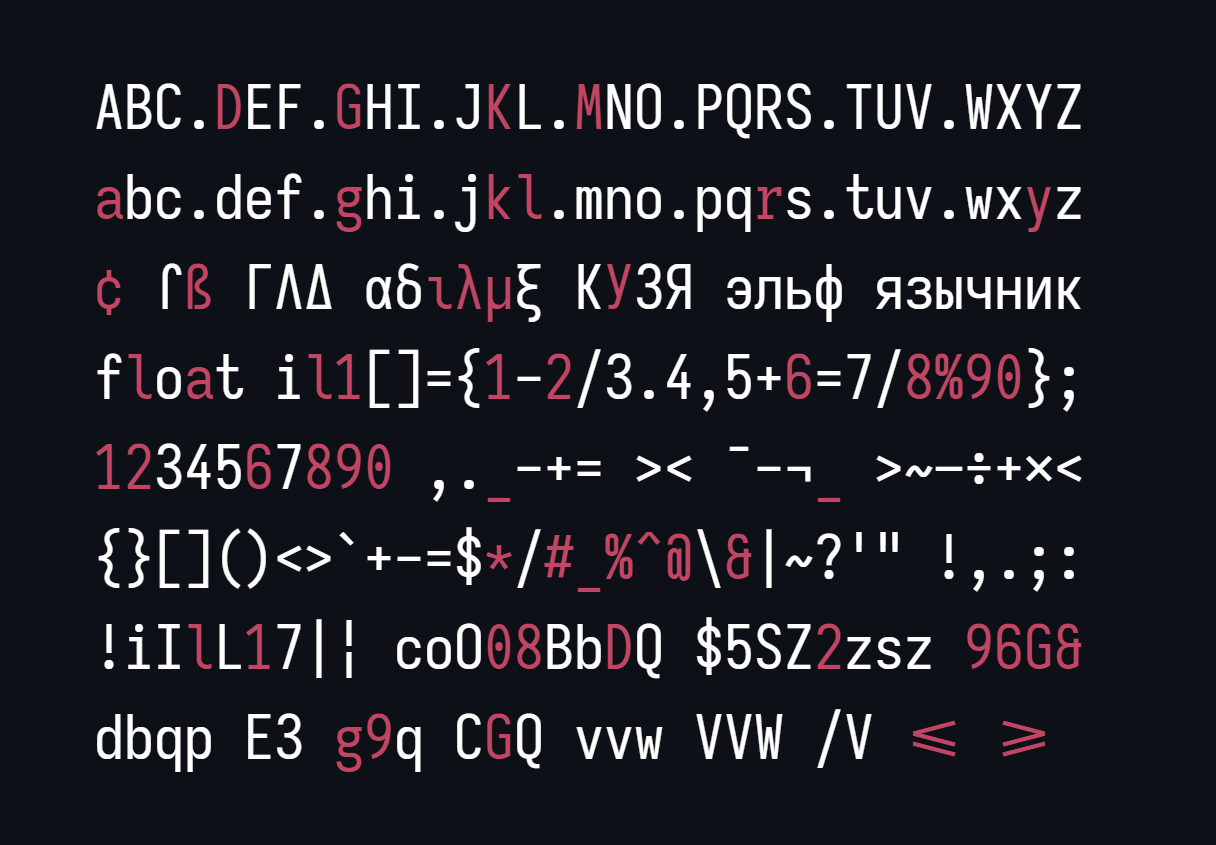 ABC.DEF.GHI.JKL.MNO.PQRS.TUV.WXYZ
abc.def.ghi.jkl.mno.pqrs.tuv.wxyz
¢ ſß ΓΛΔ αδιλμξ КУЗЯ эльф язычник
float il1[]={1-2/3.4,5+6=7/8%90};
1234567890 ,._-+= >< ¯-¬_ >~–÷+×<
{}[]()<>`+-=$*/#_%^@\&|~?'" !,.;:
!iIlL17|¦ coO08BbDQ $5SZ2zsz 96G&
dbqp E3 g9q CGQ vvw VVW /V <= >=